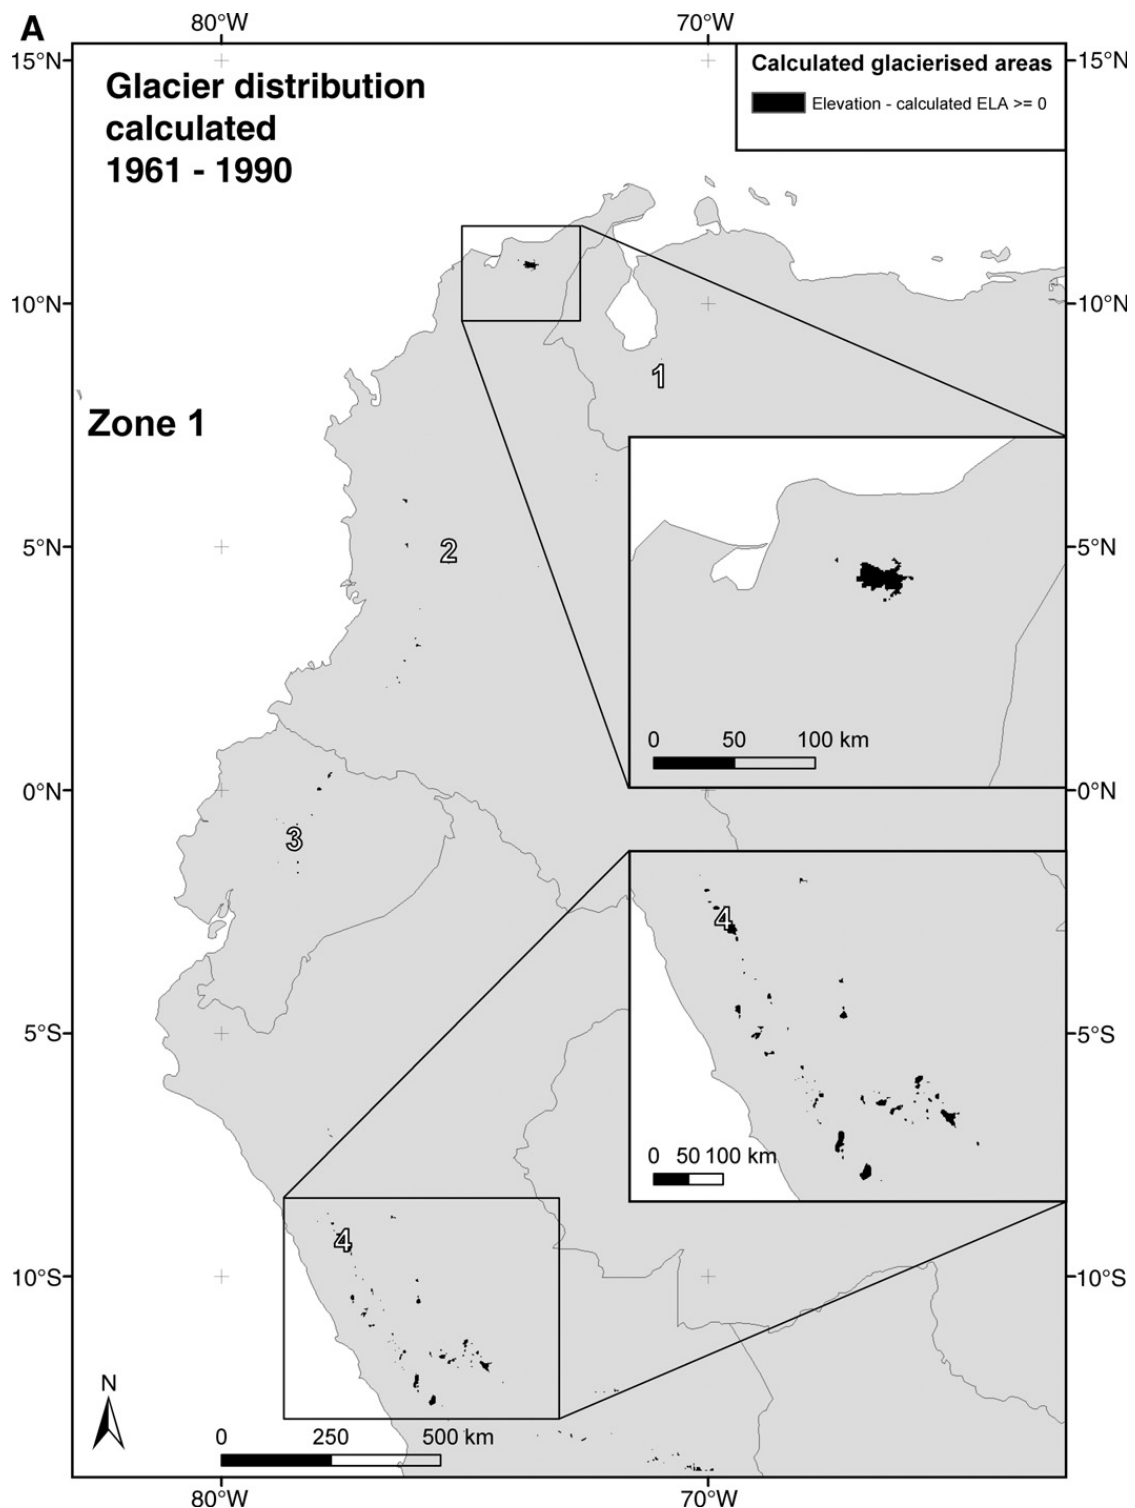 A
80°W 70°W
15°N 15°N
Glacier distribution
calculated
1961 - 1990
Calculated glacierised areas
Elevation - calculated ELA >= 0
10°N 10°N
1
Zone 1
5°N 5°N
2
0 50 100 km
0°N 0°N
3
4
5°S 5°S
0 50 100 km
4
10°S 10°S
N
0 250 500 km
80°W 70°W